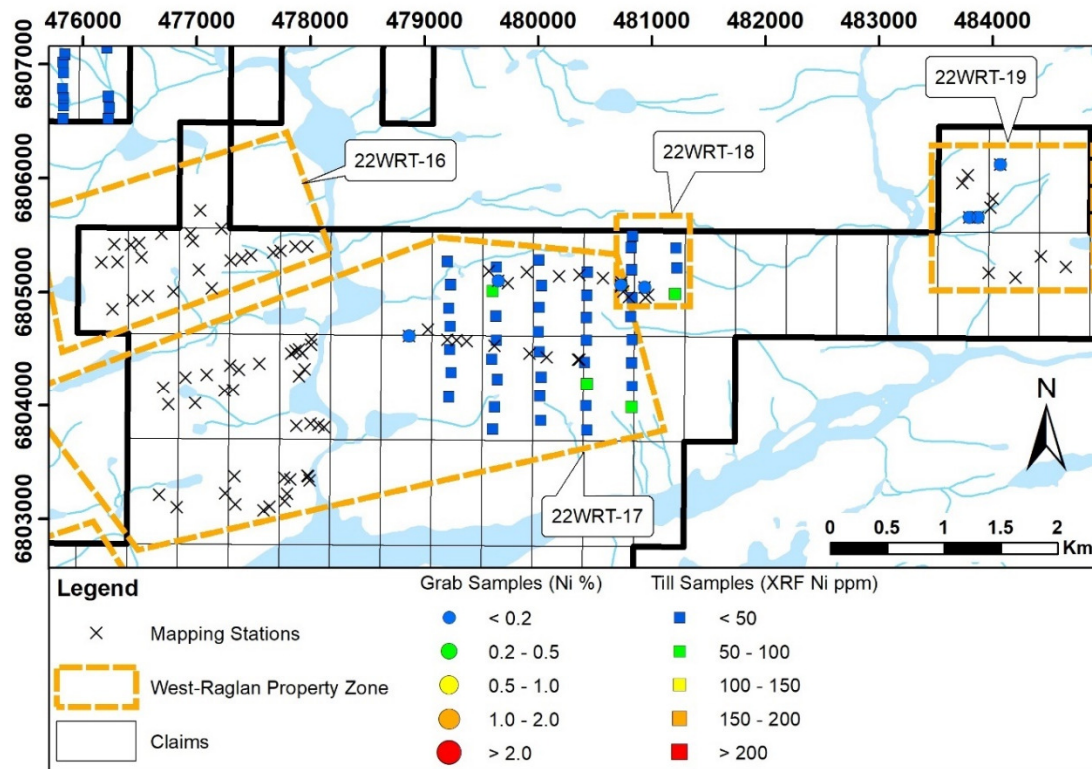 476000 477000 478000 479000 480000 481000 482000 483000 484000
6807000
6806000
6805000
6804000
6803000
22WRT-19
22WRT-18
22WRT-16
22WRT-17
N
0 0.5 1 1.5 2
Km
Legend
Mapping Stations
West-Raglan Property Zone
Claims
Grab Samples (Ni %)
< 0.2
0.2 - 0.5
0.5 - 1.0
1.0 - 2.0
> 2.0
Till Samples (XRF Ni ppm)
< 50
50 - 100
100 - 150
150 - 200
> 200